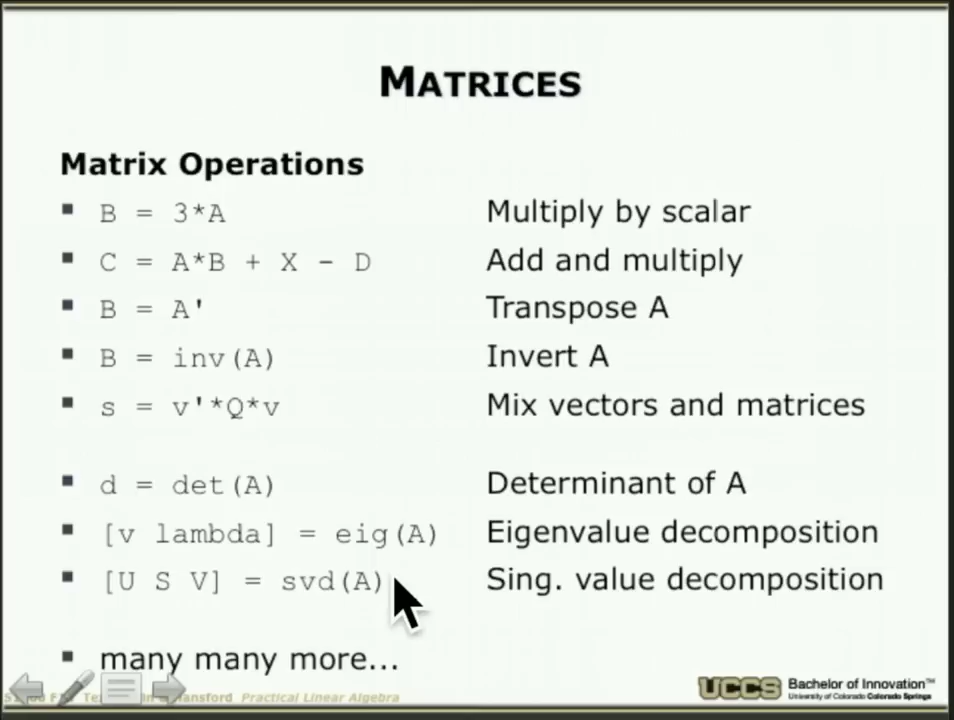 MATRICES
Matrix Operations
▪ B = 3*A Multiply by scalar
▪ C = A*B + X - D Add and multiply
▪ B = A' Transpose A
▪ B = inv(A) Invert A
▪ s = v'*Q*v Mix vectors and matrices
▪ d = det(A) Determinant of A
▪ [v lambda] = eig(A) Eigenvalue decomposition
▪ [U S V] = svd(A) Sing. value decomposition
▪ many many more...
Practical Linear Algebra
UCCS Bachelor of Innovation™
University of Colorado Colorado Springs